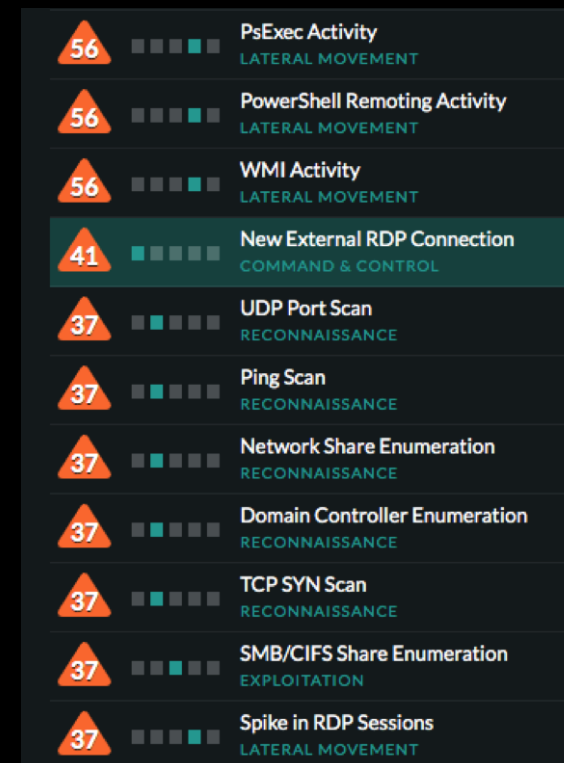 56
PsExec Activity
LATERAL MOVEMENT
56
PowerShell Remoting Activity
LATERAL MOVEMENT
56
WMI Activity
LATERAL MOVEMENT
41
New External RDP Connection
COMMAND & CONTROL
37
UDP Port Scan
RECONNAISSANCE
37
Ping Scan
RECONNAISSANCE
37
Network Share Enumeration
RECONNAISSANCE
37
Domain Controller Enumeration
RECONNAISSANCE
37
TCP SYN Scan
RECONNAISSANCE
37
SMB/CIFS Share Enumeration
EXPLOITATION
37
Spike in RDP Sessions
LATERAL MOVEMENT